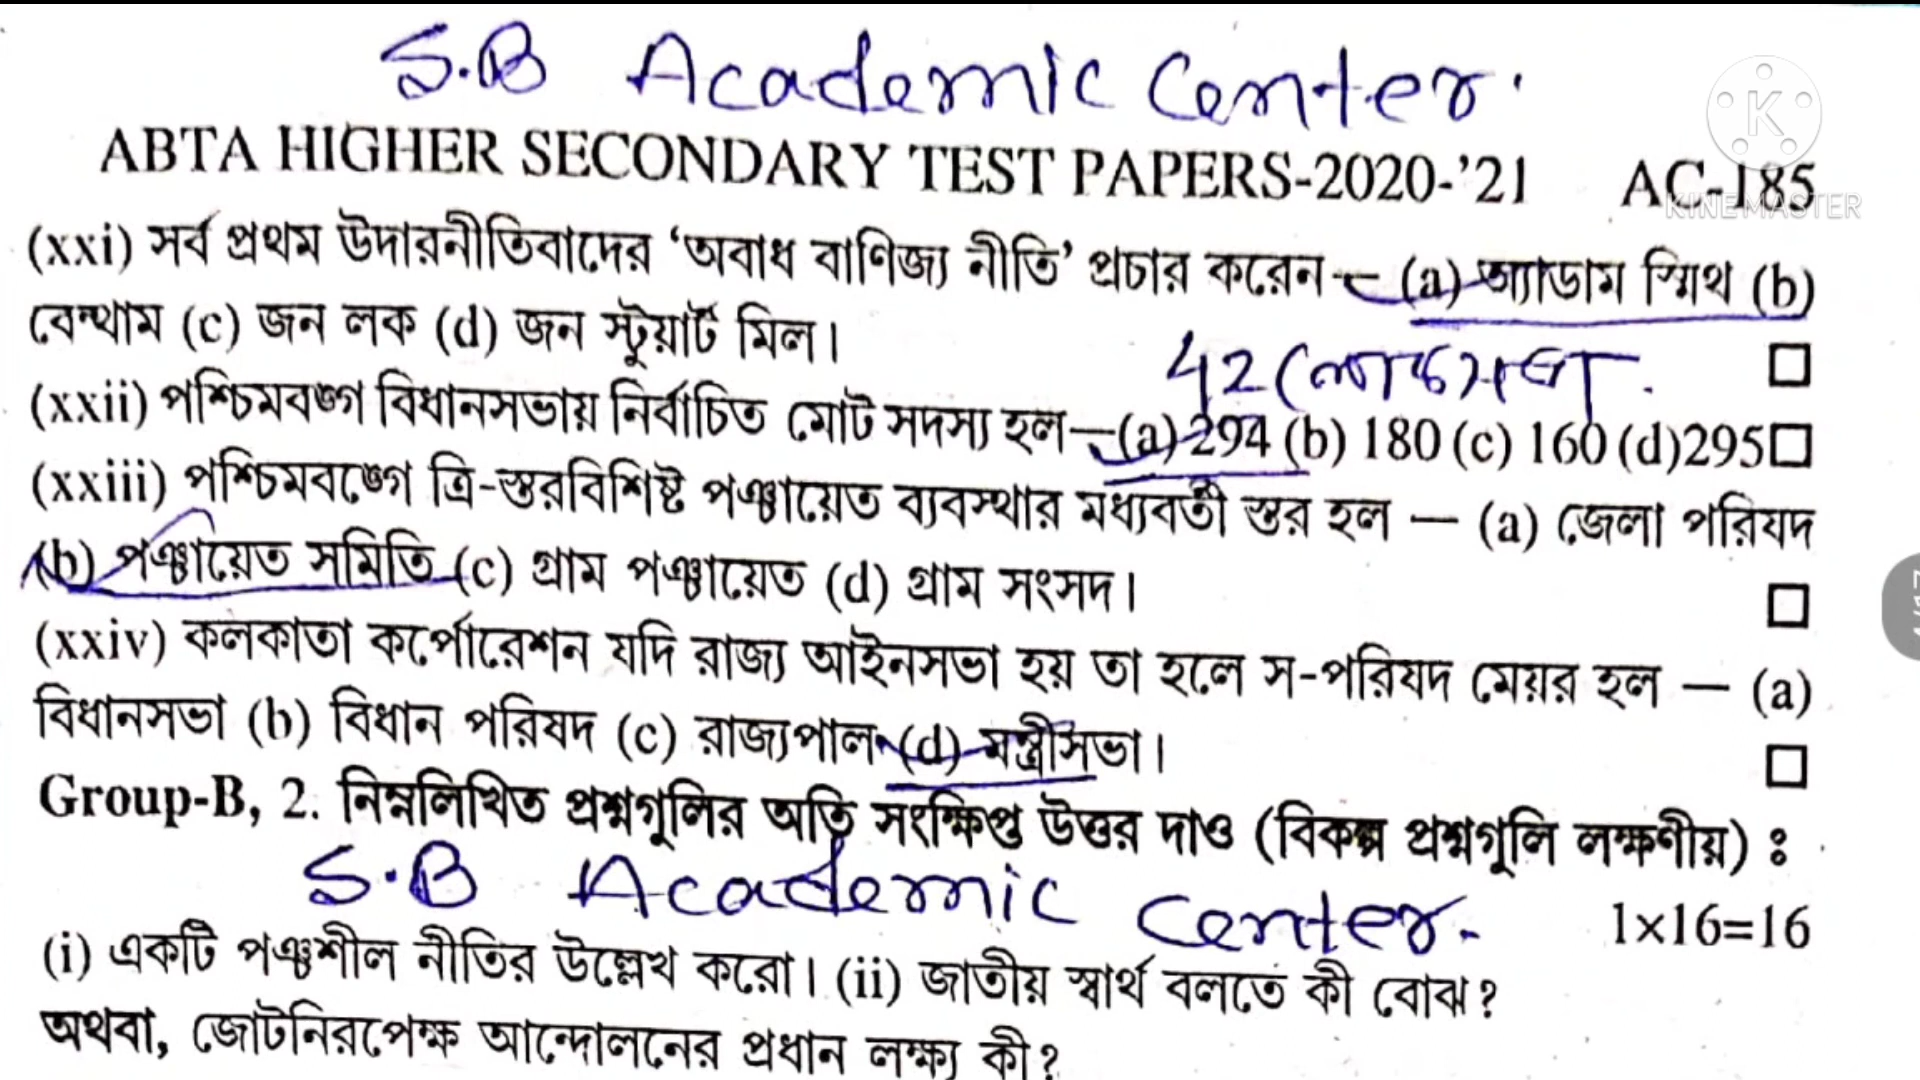 S.B Academic Center.
KINEMASTER
ABTA HIGHER SECONDARY TEST PAPERS-2020-'21 AC-185
(xxi) সর্ব প্রথম উদারনীতিবাদের ‘অবাধ বাণিজ্য নীতি’ প্রচার করেন — (a) অ্যাডাম স্মিথ (b)
বেন্থাম (c) জন লক (d) জন স্টুয়ার্ট মিল। □
42
(xxii) পশ্চিমবঙ্গ বিধানসভায় নির্বাচিত মোট সদস্য হল—(a) 294 (b) 180 (c) 160 (d)295□
(xxiii) পশ্চিমবঙ্গে ত্রি-স্তরবিশিষ্ট পঞ্চায়েত ব্যবস্থার মধ্যবর্তী স্তর হল — (a) জেলা পরিষদ
(b) পঞ্চায়েত সমিতি (c) গ্রাম পঞ্চায়েত (d) গ্রাম সংসদ। □
(xxiv) কলকাতা কর্পোরেশন যদি রাজ্য আইনসভা হয় তা হলে স-পরিষদ মেয়র হল — (a)
বিধানসভা (b) বিধান পরিষদ (c) রাজ্যপাল (d) মন্ত্রীসভা। □
Group-B, 2. নিম্নলিখিত প্রশ্নগুলির অতি সংক্ষিপ্ত উত্তর দাও (বিকল্প প্রশ্নগুলি লক্ষণীয়) ঃ
S.B Academic Center. 1×16=16
(i) একটি পঞ্চশীল নীতির উল্লেখ করো। (ii) জাতীয় স্বার্থ বলতে কী বোঝ?
অথবা, জোটনিরপেক্ষ আন্দোলনের প্রধান লক্ষ্য কী?